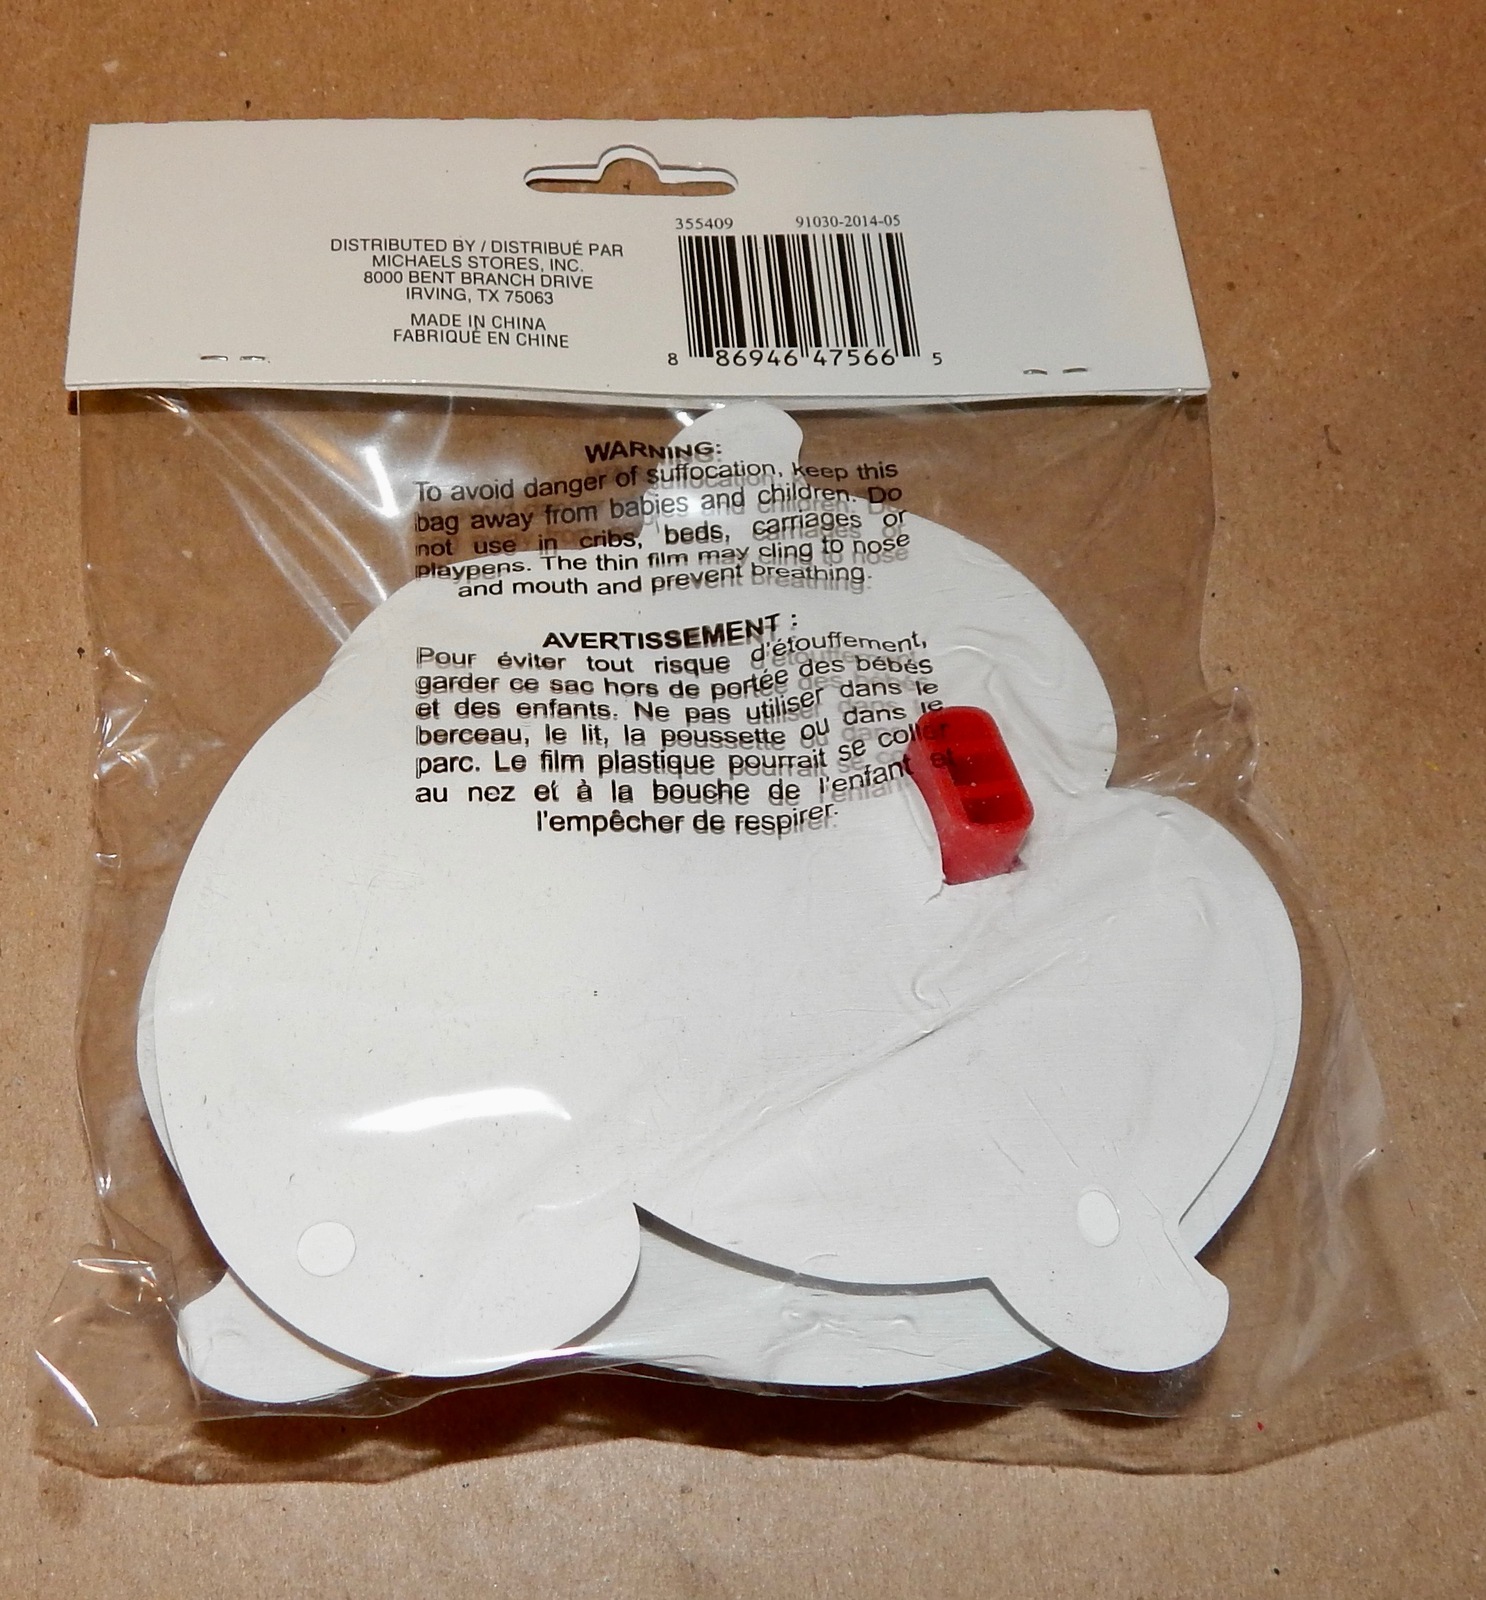 DISTRIBUTED BY / DISTRIBUÉ PAR
MICHAELS STORES, INC.
8000 BENT BRANCH DRIVE
IRVING, TX 75063
MADE IN CHINA
FABRIQUÉ EN CHINE
355409 91030-2014-05
8 86946 47566 5
WARNING:
To avoid danger of suffocation, keep this
bag away from babies and children. Do
not use in cribs, beds, carriages or
playpens. The thin film may cling to nose
and mouth and prevent breathing.
AVERTISSEMENT :
Pour éviter tout risque d'étouffement,
garder ce sac hors de portée des bébés
et des enfants. Ne pas utiliser dans le
berceau, le lit, la poussette ou dans le
parc. Le film plastique pourrait se coller
au nez et à la bouche de l'enfant et
l'empêcher de respirer.